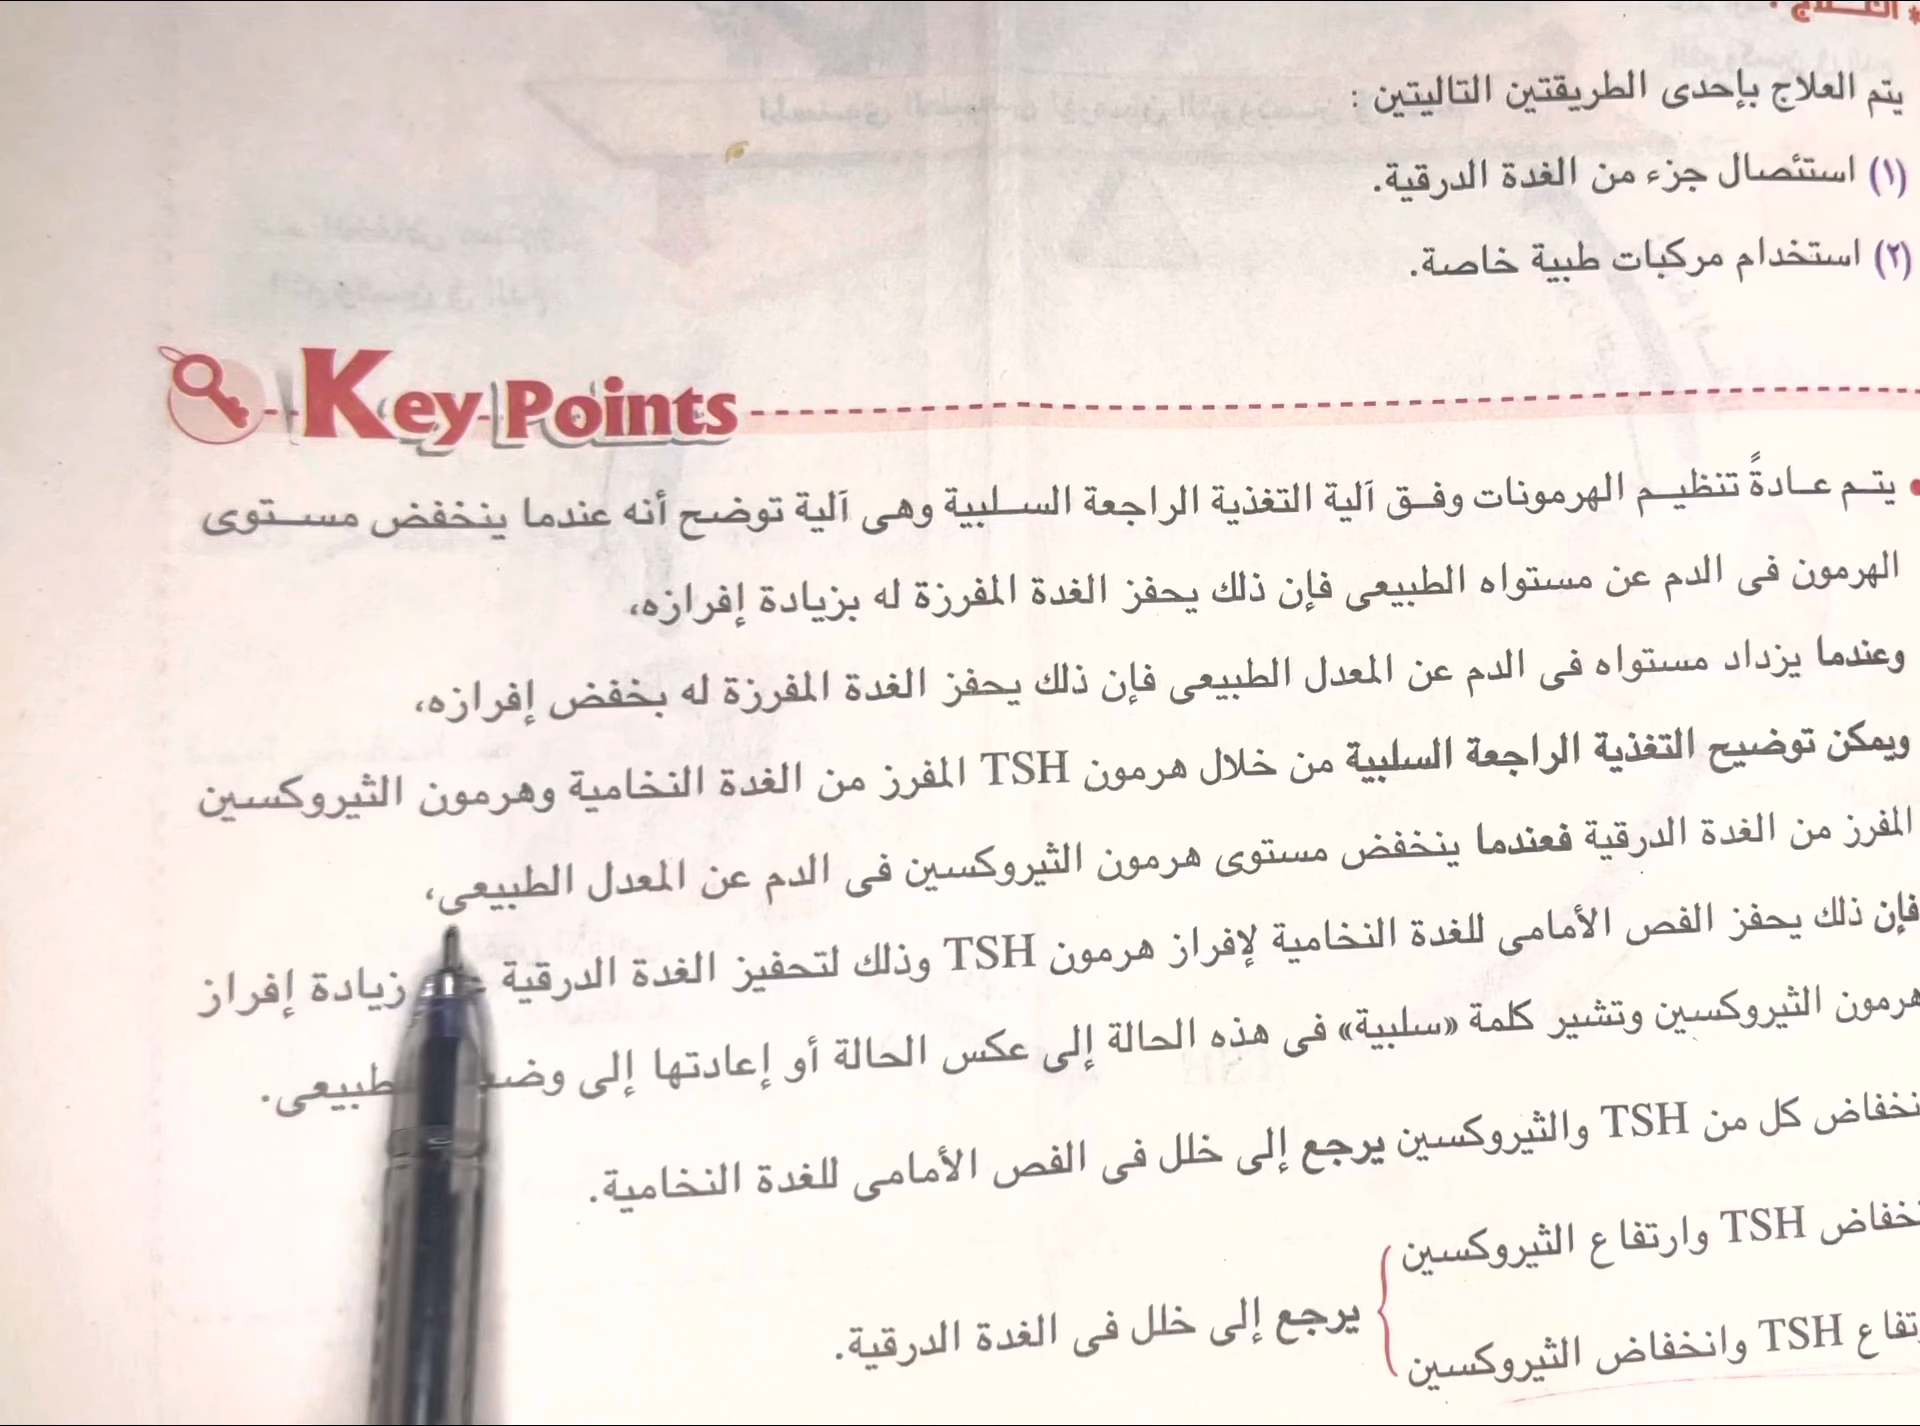 * العلاج :
يتم العلاج بإحدى الطريقتين التاليتين :
(١) استئصال جزء من الغدة الدرقية.
(٢) استخدام مركبات طبية خاصة.
Key Points
• يتم عادةً تنظيم الهرمونات وفق آلية التغذية الراجعة السلبية وهى آلية توضح أنه عندما ينخفض مستوى
الهرمون فى الدم عن مستواه الطبيعى فإن ذلك يحفز الغدة المفرزة له بزيادة إفرازه،
وعندما يزداد مستواه فى الدم عن المعدل الطبيعى فإن ذلك يحفز الغدة المفرزة له بخفض إفرازه،
ويمكن توضيح التغذية الراجعة السلبية من خلال هرمون TSH المفرز من الغدة النخامية وهرمون الثيروكسين
المفرز من الغدة الدرقية فعندما ينخفض مستوى هرمون الثيروكسين فى الدم عن المعدل الطبيعى،
فإن ذلك يحفز الفص الأمامى للغدة النخامية لإفراز هرمون TSH وذلك لتحفيز الغدة الدرقية زيادة إفراز
هرمون الثيروكسين وتشير كلمة «سلبية» فى هذه الحالة إلى عكس الحالة أو إعادتها إلى طبيعى.
نخفاض كل من TSH والثيروكسين يرجع إلى خلل فى الفص الأمامى للغدة النخامية.
نخفاض TSH وارتفاع الثيروكسين
تفاع TSH وانخفاض الثيروكسين
يرجع إلى خلل فى الغدة الدرقية.